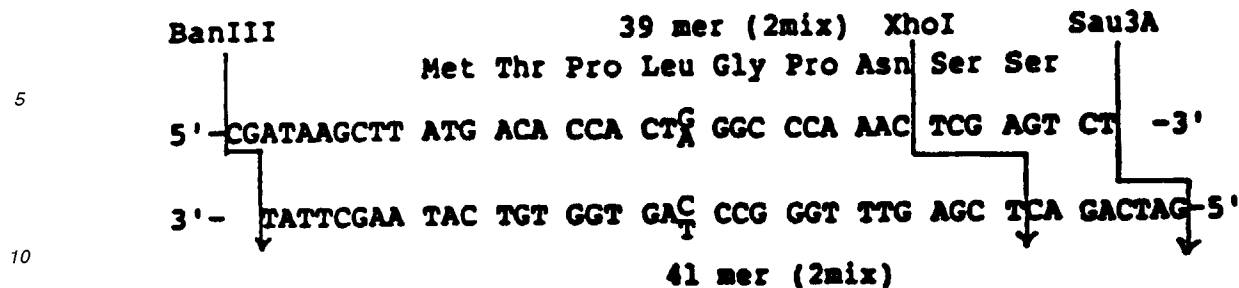 BanIII 39 mer (2mix) XhoI Sau3A
Met Thr Pro Leu Gly Pro Asn Ser Ser
5
5'-CGATAAGCTT ATG ACA CCA CTG/A GGC CCA AAC TCG AGT CT -3'
3'- TATTCGAA TAC TGT GGT GAC/T CCG GGT TTG AGC TCA GACTAG-5'
10
41 mer (2mix)